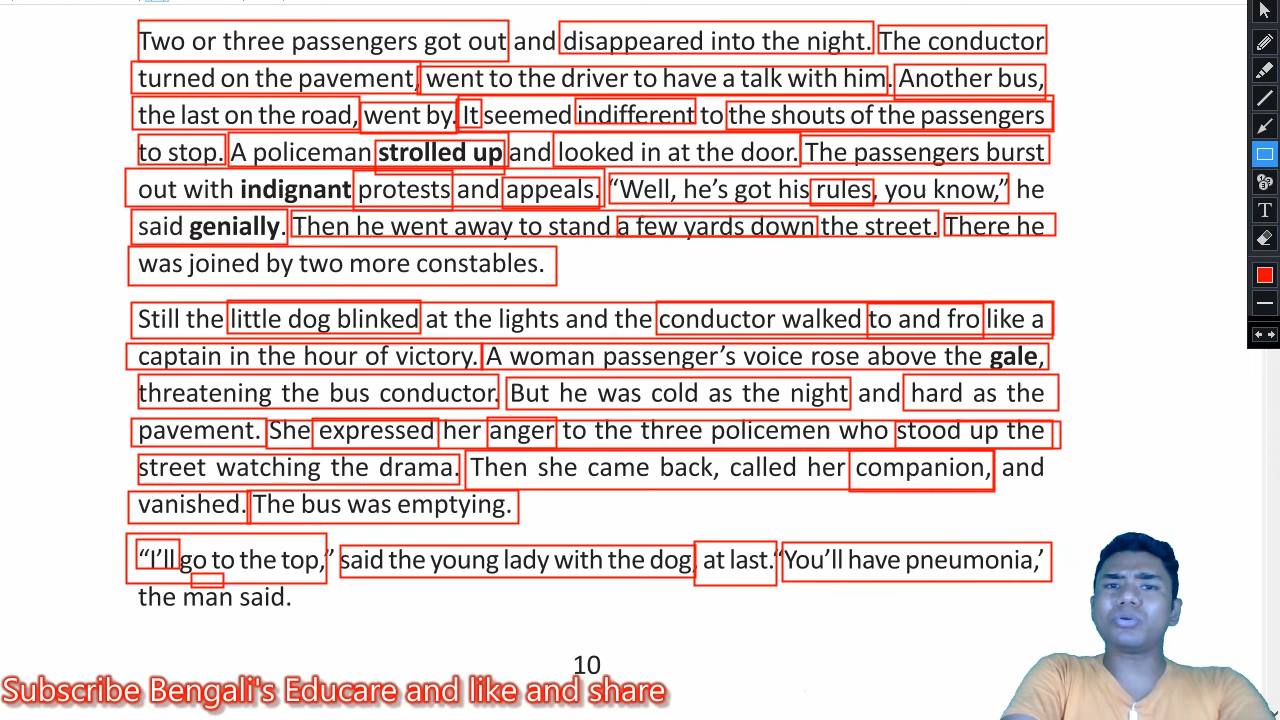 Two or three passengers got out and disappeared into the night. The conductor
turned on the pavement, went to the driver to have a talk with him. Another bus,
the last on the road, went by. It seemed indifferent to the shouts of the passengers
to stop. A policeman strolled up and looked in at the door. The passengers burst
out with indignant protests and appeals. “Well, he’s got his rules, you know,” he
said genially. Then he went away to stand a few yards down the street. There he
was joined by two more constables.
Still the little dog blinked at the lights and the conductor walked to and fro like a
captain in the hour of victory. A woman passenger’s voice rose above the gale,
threatening the bus conductor. But he was cold as the night and hard as the
pavement. She expressed her anger to the three policemen who stood up the
street watching the drama. Then she came back, called her companion, and
vanished. The bus was emptying.
“I’ll go to the top,” said the young lady with the dog, at last.“You’ll have pneumonia,’
the man said.
10
Subscribe Bengali's Educare and like and share